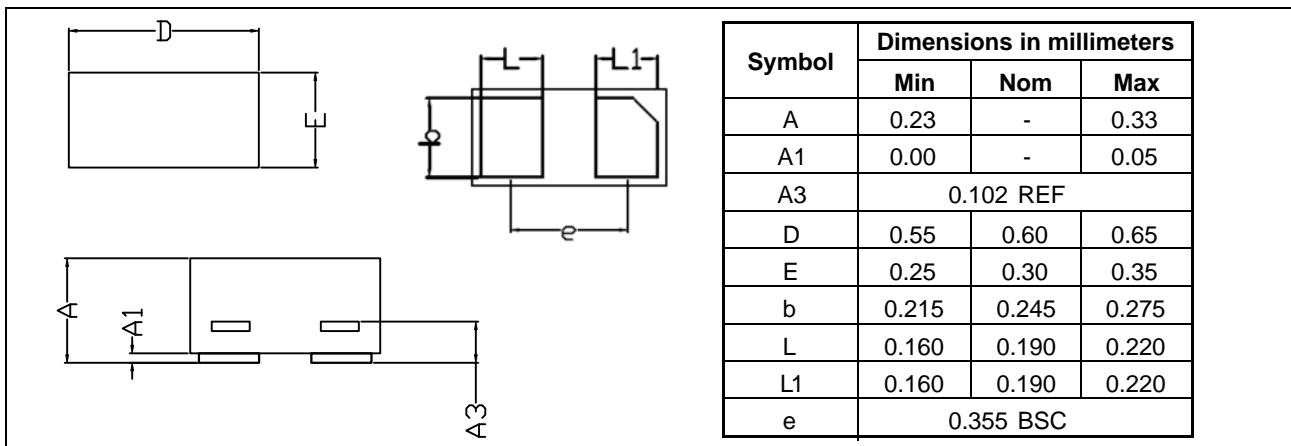 D
E
L
L1
b
e
A
A1
A3
Symbol Dimensions in millimeters
Min Nom Max
A 0.23 - 0.33
A1 0.00 - 0.05
A3 0.102 REF
D 0.55 0.60 0.65
E 0.25 0.30 0.35
b 0.215 0.245 0.275
L 0.160 0.190 0.220
L1 0.160 0.190 0.220
e 0.355 BSC